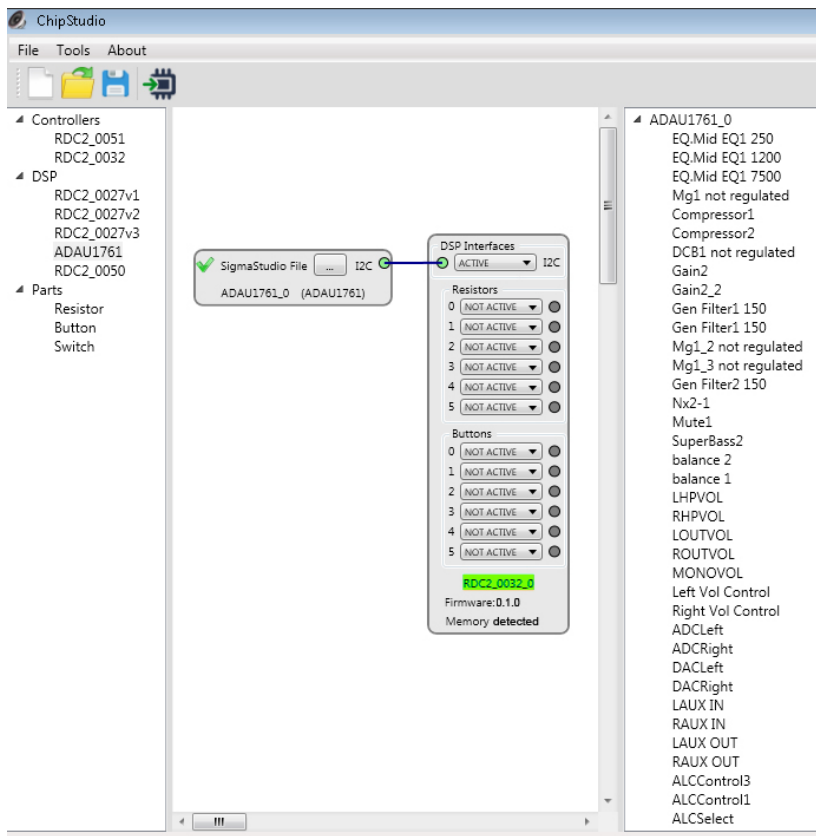 ChipStudio
File Tools About
Controllers
RDC2_0051
RDC2_0032
DSP
RDC2_0027v1
RDC2_0027v2
RDC2_0027v3
ADAU1761
RDC2_0050
Parts
Resistor
Button
Switch
SigmaStudio File ... I2C
ADAU1761_0 (ADAU1761)
DSP Interfaces
ACTIVE I2C
Resistors
0 NOT ACTIVE
1 NOT ACTIVE
2 NOT ACTIVE
3 NOT ACTIVE
4 NOT ACTIVE
5 NOT ACTIVE
Buttons
0 NOT ACTIVE
1 NOT ACTIVE
2 NOT ACTIVE
3 NOT ACTIVE
4 NOT ACTIVE
5 NOT ACTIVE
RDC2_0032_0
Firmware:0.1.0
Memory detected
ADAU1761_0
EQ.Mid EQ1 250
EQ.Mid EQ1 1200
EQ.Mid EQ1 7500
Mg1 not regulated
Compressor1
Compressor2
DCB1 not regulated
Gain2
Gain2_2
Gen Filter1 150
Gen Filter1 150
Mg1_2 not regulated
Mg1_3 not regulated
Gen Filter2 150
Nx2-1
Mute1
SuperBass2
balance 2
balance 1
LHPVOL
RHPVOL
LOUTVOL
ROUTVOL
MONOVOL
Left Vol Control
Right Vol Control
ADCLeft
ADCRight
DACLeft
DACRight
LAUX IN
RAUX IN
LAUX OUT
RAUX OUT
ALCControl3
ALCControl1
ALCSelect